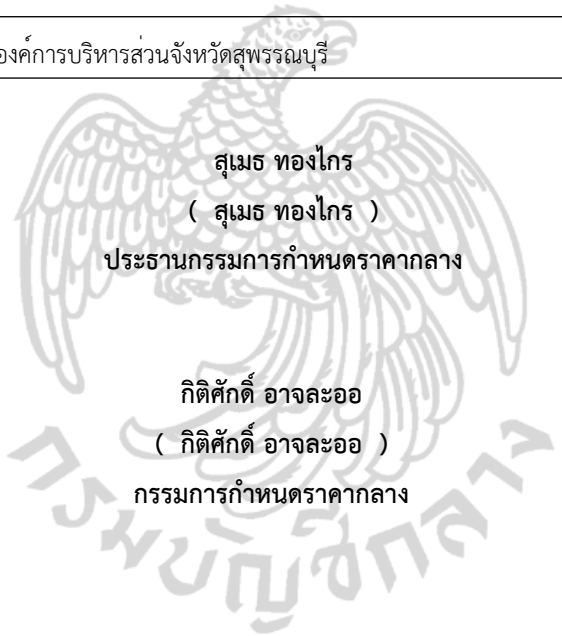 องค์การบริหารส่วนจังหวัดสุพรรณบุรี
สุเมธ ทองไกร
( สุเมธ ทองไกร )
ประธานกรรมการกำหนดราคากลาง
กิติศักดิ์ อาจละออ
( กิติศักดิ์ อาจละออ )
กรรมการกำหนดราคากลาง
กรมบัญชีกลาง